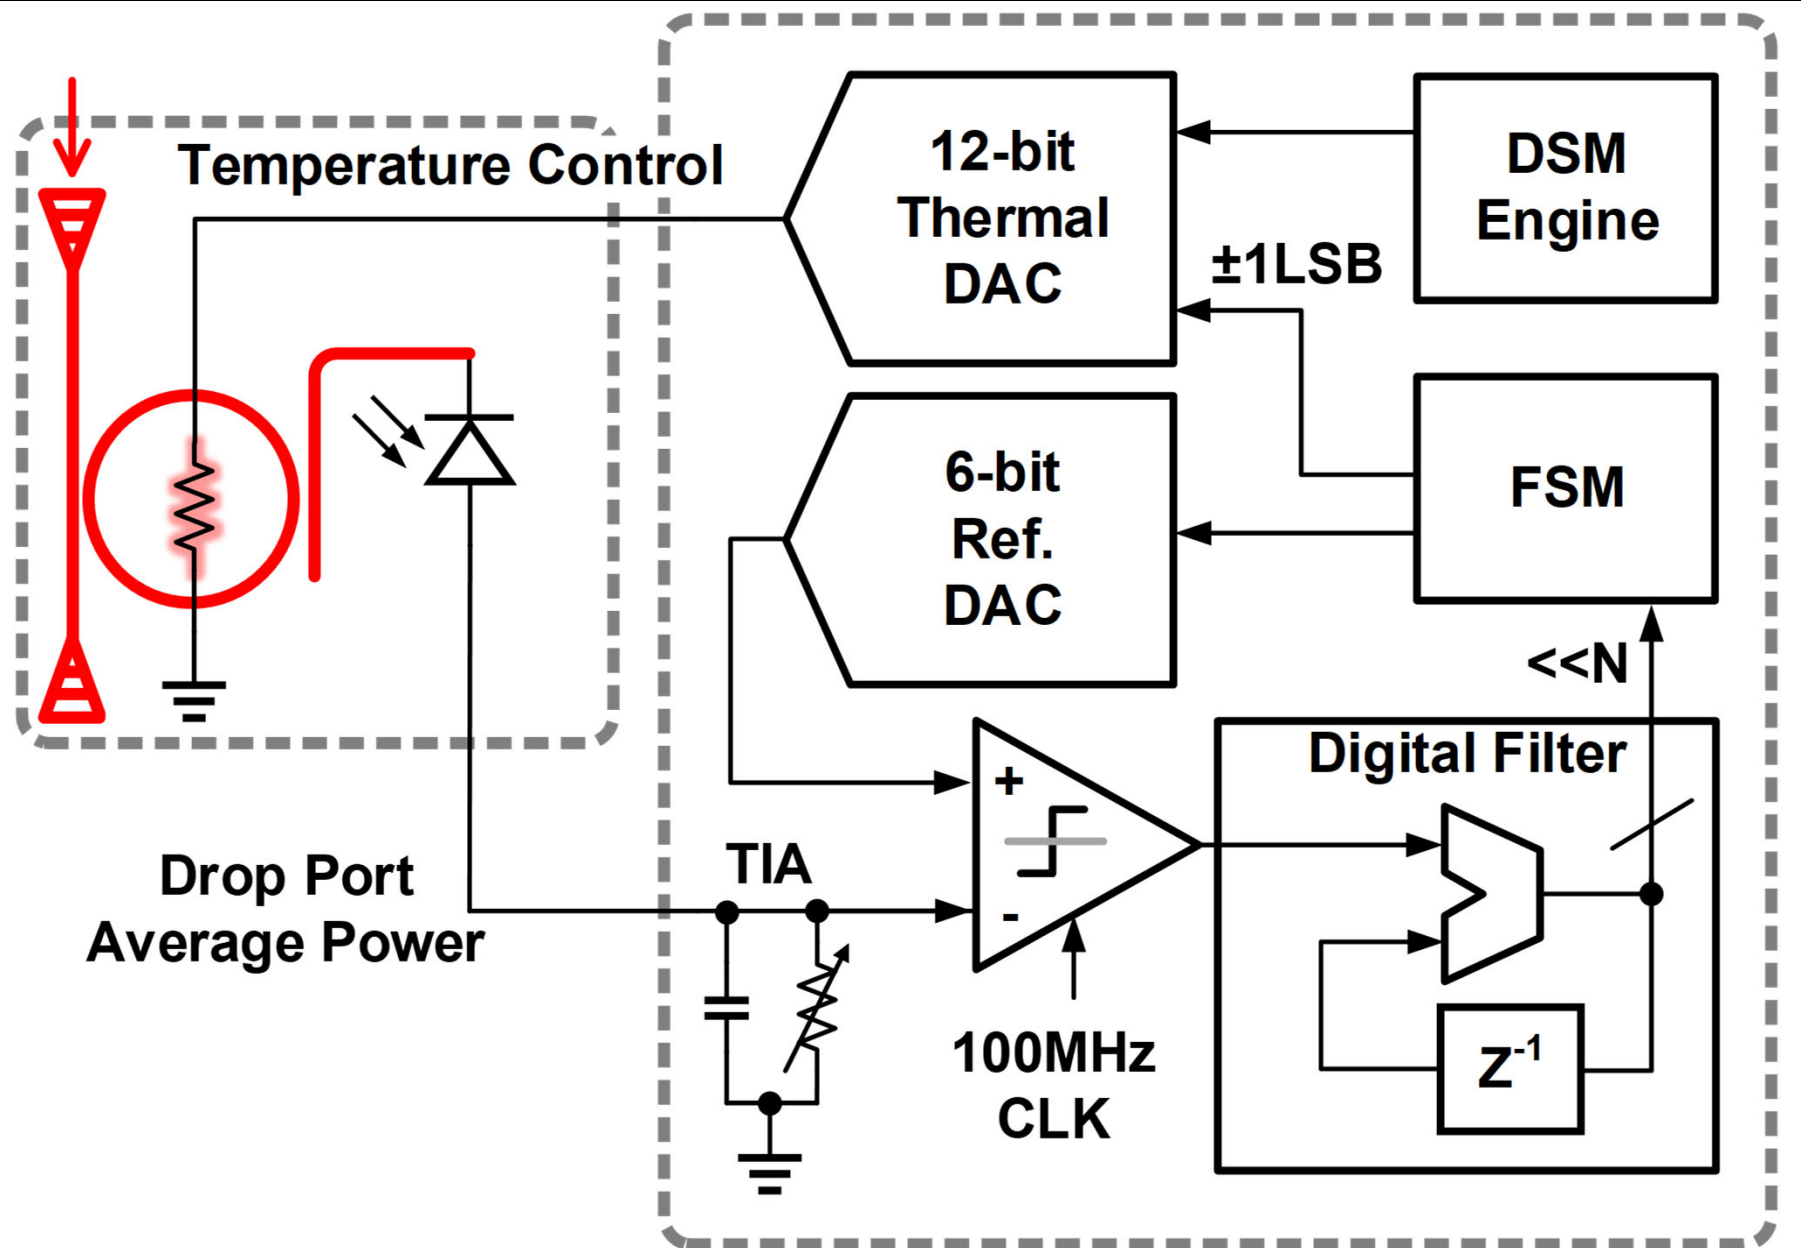 Temperature Control
12-bit
Thermal
DAC
DSM
Engine
±1LSB
6-bit
Ref.
DAC
FSM
<<N
Digital Filter
+
-
TIA
Drop Port
Average Power
100MHz
CLK
Z-1